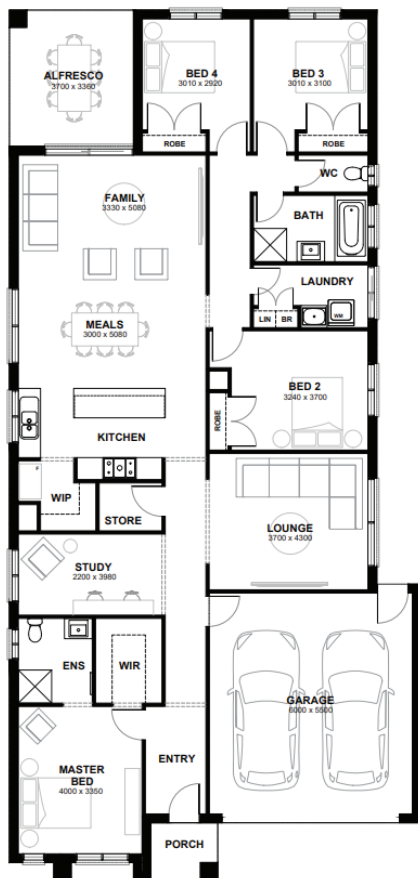 ALFRESCO
3700 x 3360
BED 4
3010 x 2920
BED 3
3010 x 3100
ROBE
ROBE
WC
FAMILY
3330 x 5080
BATH
LAUNDRY
MEALS
3000 x 5080
LIN
BR
WM
BED 2
3240 x 3700
ROBE
KITCHEN
WIP
STORE
LOUNGE
3700 x 4300
STUDY
2200 x 3980
ENS
WIR
GARAGE
6000 x 5500
ENTRY
MASTER
BED
4000 x 3350
PORCH